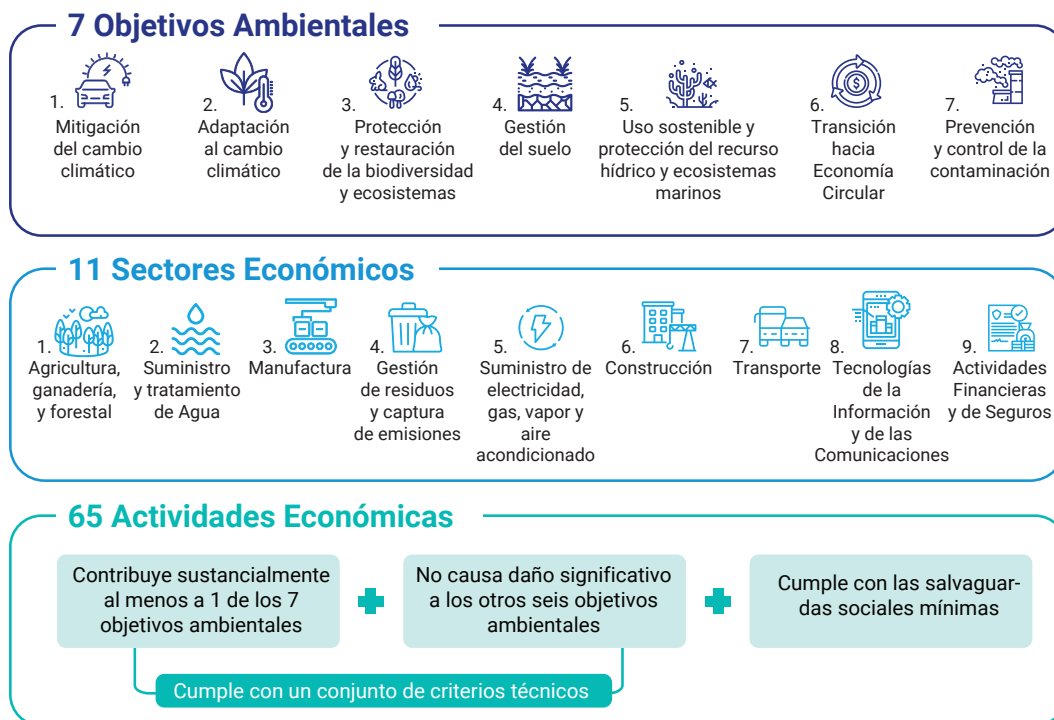 7 Objetivos Ambientales
1.
Mitigación
del cambio
climático
2.
Adaptación
al cambio
climático
3.
Protección
y restauración
de la biodiversidad
y ecosistemas
4.
Gestión
del suelo
5.
Uso sostenible y
protección del recurso
hídrico y ecosistemas
marinos
6.
Transición
hacia
Economía
Circular
7.
Prevención
y control de la
contaminación
11 Sectores Económicos
1.
Agricultura,
ganadería,
y forestal
2.
Suministro
y tratamiento
de Agua
3.
Manufactura
4.
Gestión
de residuos
y captura
de emisiones
5.
Suministro de
electricidad,
gas, vapor y
aire
acondicionado
6.
Construcción
7.
Transporte
8.
Tecnologías
de la
Información
y de las
Comunicaciones
9.
Actividades
Financieras
y de Seguros
65 Actividades Económicas
Contribuye sustancialmente
al menos a 1 de los 7
objetivos ambientales
No causa daño significativo
a los otros seis objetivos
ambientales
Cumple con las salvaguar-
das sociales mínimas
Cumple con un conjunto de criterios técnicos